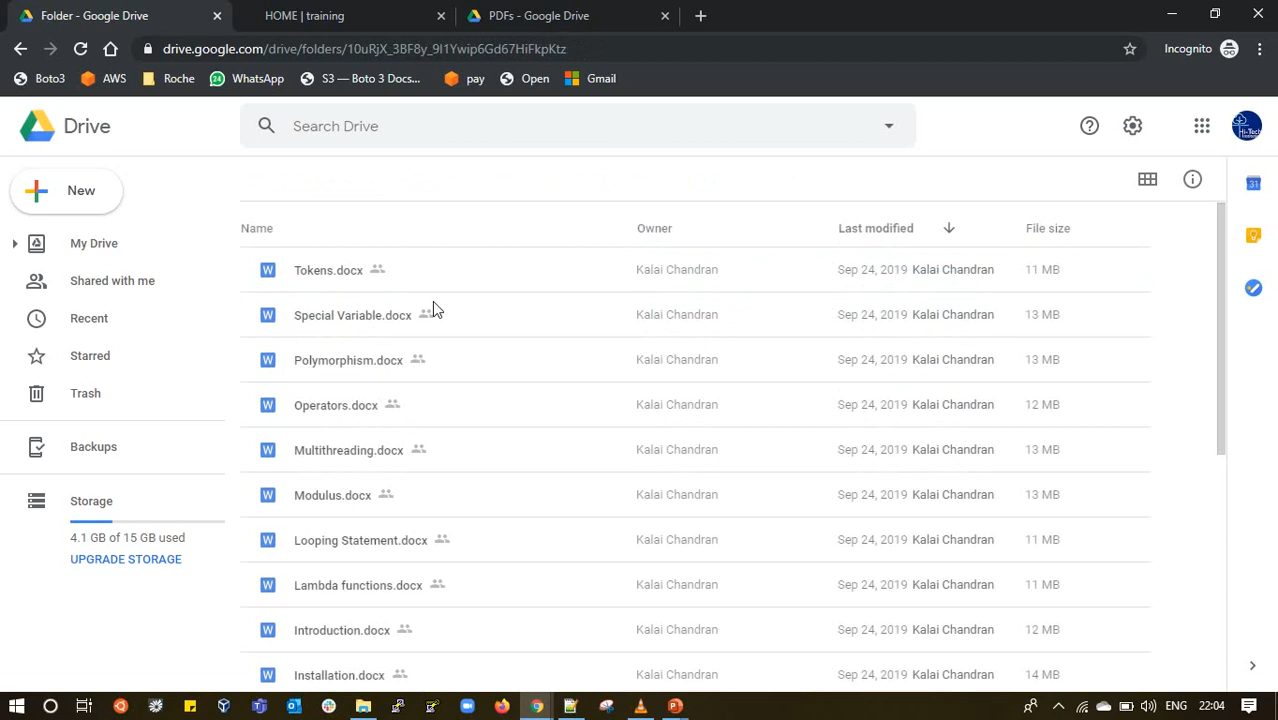 Folder - Google Drive
HOME | training
PDFs - Google Drive
drive.google.com/drive/folders/10uRjX_3BF8y_9I1Ywip6Gd67HiFkpKtz
Incognito
Boto3
AWS
Roche
24
WhatsApp
S3 — Boto 3 Docs...
pay
Open
Gmail
Drive
Search Drive
New
My Drive
Shared with me
Recent
Starred
Trash
Backups
Storage
4.1 GB of 15 GB used
UPGRADE STORAGE
Name Owner Last modified File size
Tokens.docx Kalai Chandran Sep 24, 2019 Kalai Chandran 11 MB
Special Variable.docx Kalai Chandran Sep 24, 2019 Kalai Chandran 13 MB
Polymorphism.docx Kalai Chandran Sep 24, 2019 Kalai Chandran 13 MB
Operators.docx Kalai Chandran Sep 24, 2019 Kalai Chandran 12 MB
Multithreading.docx Kalai Chandran Sep 24, 2019 Kalai Chandran 13 MB
Modulus.docx Kalai Chandran Sep 24, 2019 Kalai Chandran 13 MB
Looping Statement.docx Kalai Chandran Sep 24, 2019 Kalai Chandran 11 MB
Lambda functions.docx Kalai Chandran Sep 24, 2019 Kalai Chandran 11 MB
Introduction.docx Kalai Chandran Sep 24, 2019 Kalai Chandran 12 MB
Installation.docx Kalai Chandran Sep 24, 2019 Kalai Chandran 14 MB
31
ENG 22:04